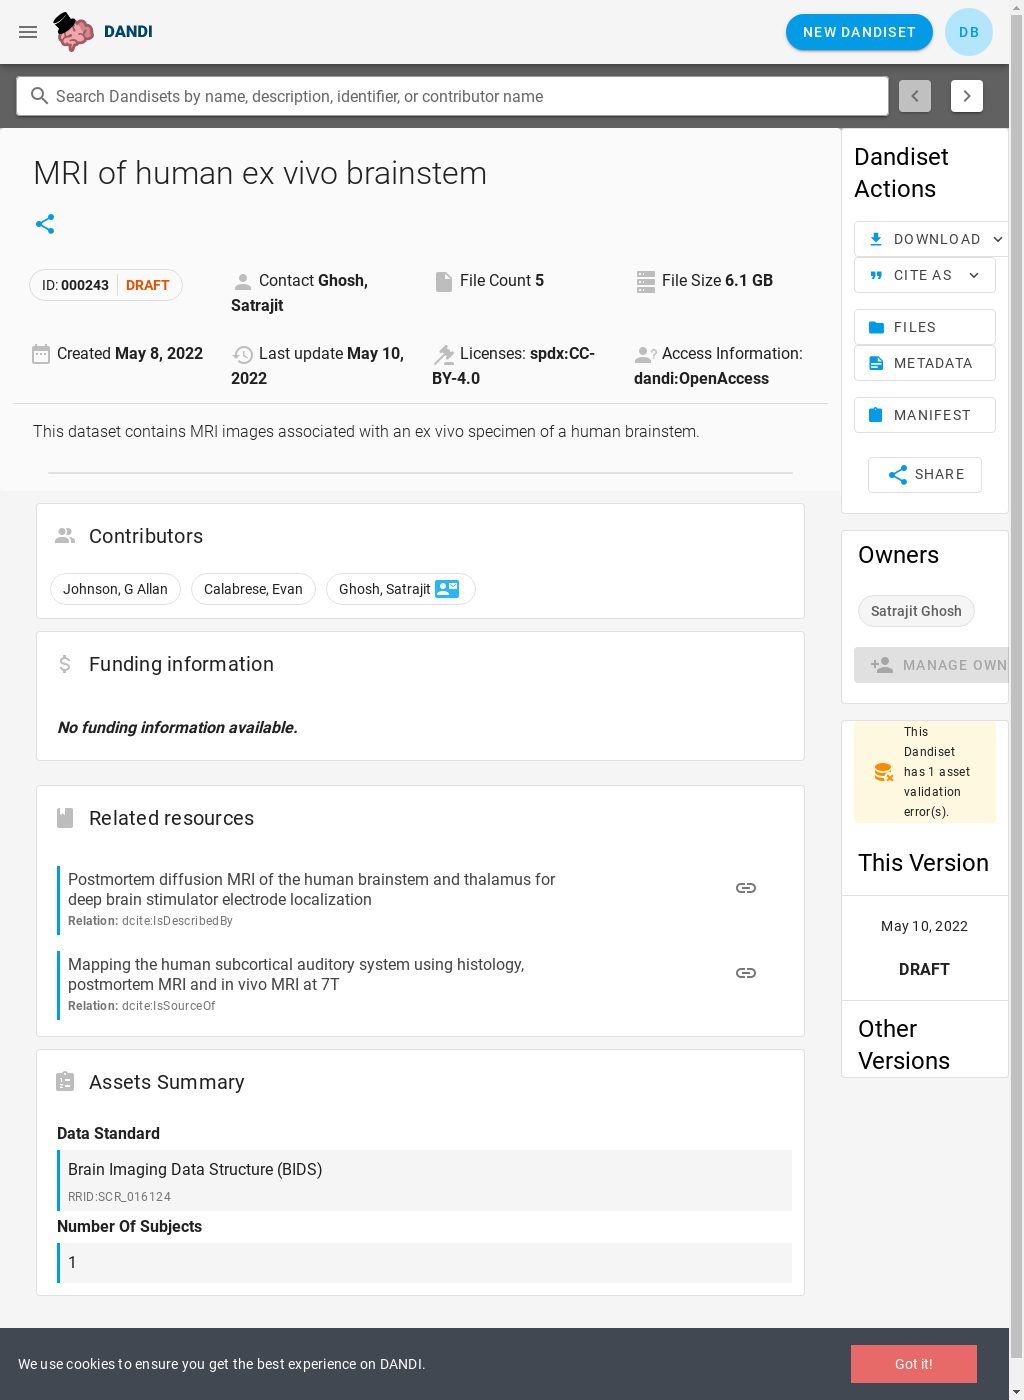 DANDI
NEW DANDISET
DB
Search Dandisets by name, description, identifier, or contributor name
MRI of human ex vivo brainstem
ID: 000243 DRAFT
Contact Ghosh,
Satrajit
File Count 5
File Size 6.1 GB
Created May 8, 2022
Last update May 10,
2022
Licenses: spdx:CC-
BY-4.0
Access Information:
dandi:OpenAccess
This dataset contains MRI images associated with an ex vivo specimen of a human brainstem.
Contributors
Johnson, G Allan
Calabrese, Evan
Ghosh, Satrajit
Funding information
No funding information available.
Related resources
Postmortem diffusion MRI of the human brainstem and thalamus for
deep brain stimulator electrode localization
Relation: dcite:IsDescribedBy
Mapping the human subcortical auditory system using histology,
postmortem MRI and in vivo MRI at 7T
Relation: dcite:IsSourceOf
Assets Summary
Data Standard
Brain Imaging Data Structure (BIDS)
RRID:SCR_016124
Number Of Subjects
1
Dandiset
Actions
DOWNLOAD
CITE AS
FILES
METADATA
MANIFEST
SHARE
Owners
Satrajit Ghosh
MANAGE OWN
This
Dandiset
has 1 asset
validation
error(s).
This Version
May 10, 2022
DRAFT
Other
Versions
We use cookies to ensure you get the best experience on DANDI.
Got it!